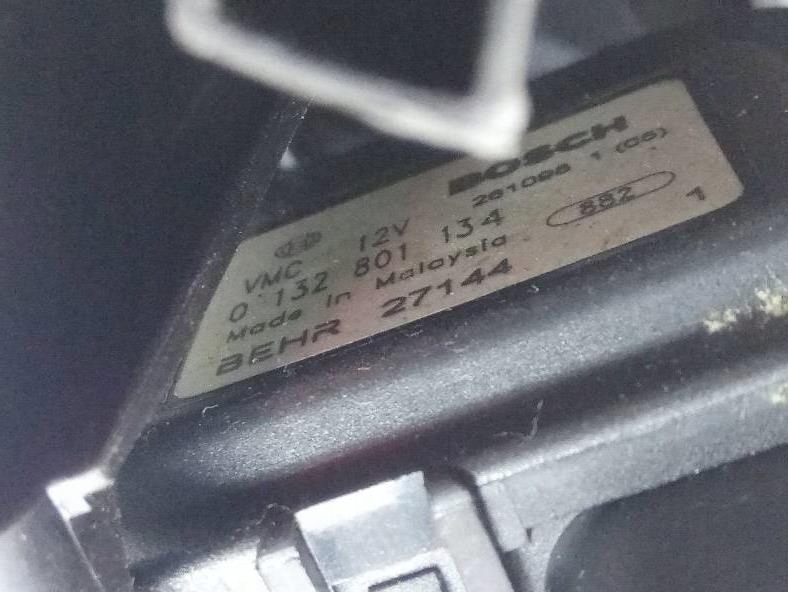 BOSCH
261098 1 (05)
VMC 12V
0 132 801 134 882 1
Made in Malaysia
BEHR 27144